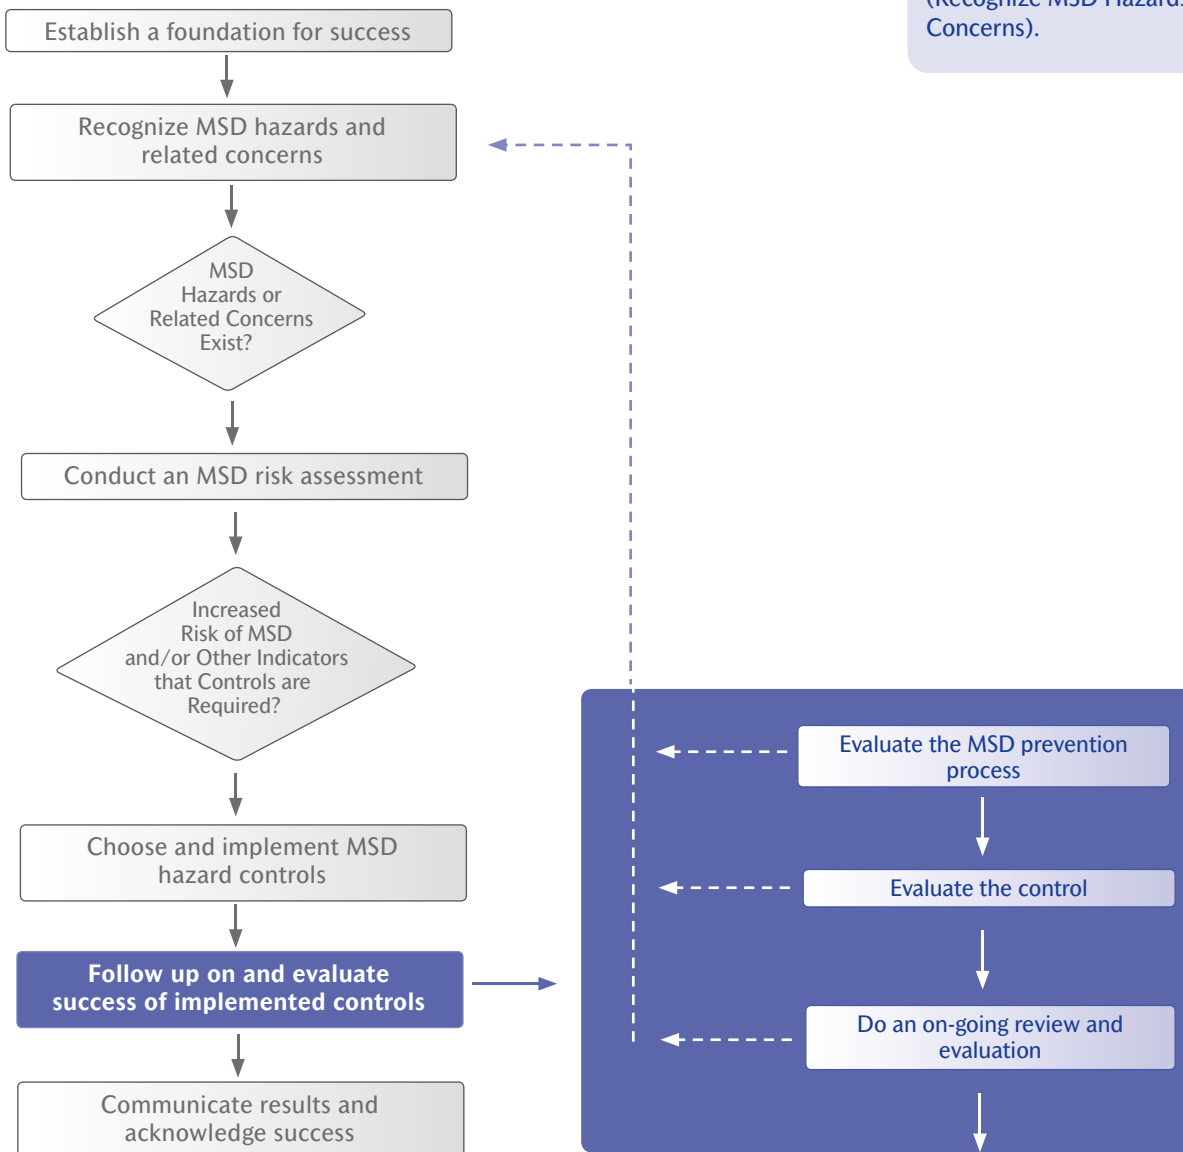 (Recognize MSD Hazards
Concerns).
Establish a foundation for success
Recognize MSD hazards and
related concerns
MSD
Hazards or
Related Concerns
Exist?
Conduct an MSD risk assessment
Increased
Risk of MSD
and/or Other Indicators
that Controls are
Required?
Choose and implement MSD
hazard controls
Follow up on and evaluate
success of implemented controls
Communicate results and
acknowledge success
Evaluate the MSD prevention
process
Evaluate the control
Do an on-going review and
evaluation